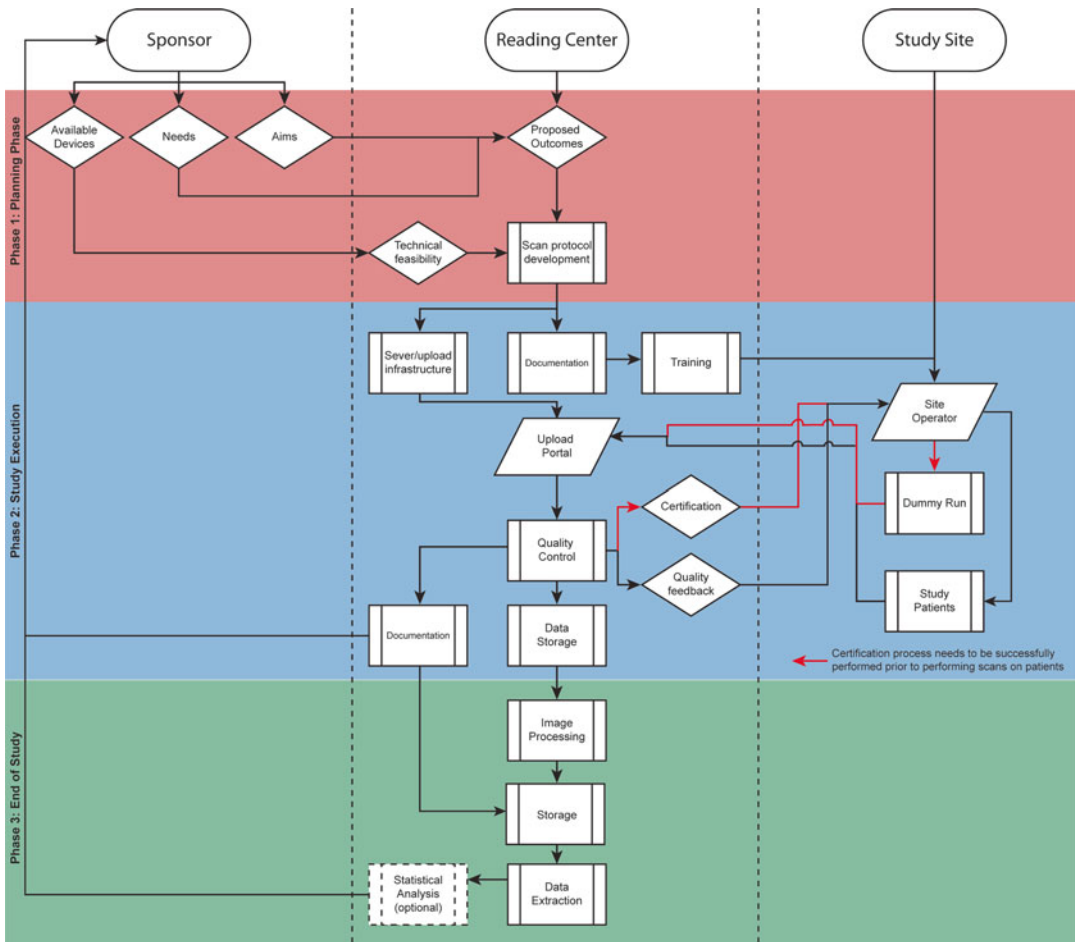 Sponsor
Reading Center
Study Site
Phase 1: Planning Phase
Available
Devices
Needs
Aims
Proposed
Outcomes
Technical
feasibility
Scan protocol
development
Phase 2: Study Execution
Sever/upload
infrastructure
Documentation
Training
Site
Operator
Upload
Portal
Certification
Dummy Run
Quality
Control
Quality
feedback
Study
Patients
Documentation
Data
Storage
Certification process needs to be successfully
performed prior to performing scans on patients
Phase 3: End of Study
Image
Processing
Storage
Statistical
Analysis
(optional)
Data
Extraction